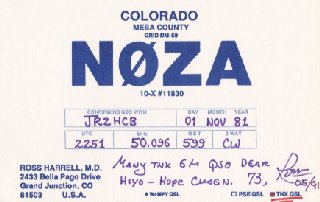 COLORADO
MESA COUNTY
GRID DM-59
NØZA
10-X #11830
CONFIRMING QSO WITH DAY MONTH YEAR
JR2HCB 01 NOV 81
UTC MHz RST 2-WAY
2251 50.096 599 CW
ROSS HARRELL, M.D.
2433 Bella Pago Drive
Grand Junction, CO
81503 U.S.A.
MANY TNX 6M QSO DEAR
HIYO - HOPE CUAGN. 73, Ross
PSE QSL TNX QSL